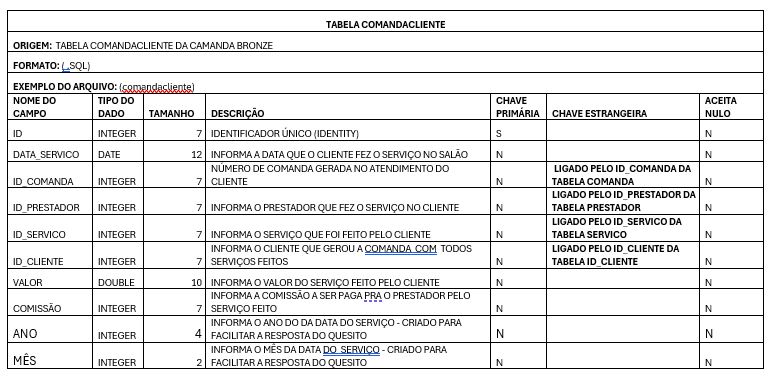 TABELA COMANDACLIENTE
ORIGEM: TABELA COMANDACLIENTE DA CAMANDA BRONZE
FORMATO: (. .SQL)
EXEMPLO DO ARQUIVO: (comandacliente)
NOME DO CAMPO TIPO DO DADO TAMANHO DESCRIÇÃO CHAVE PRIMÁRIA CHAVE ESTRANGEIRA ACEITA NULO
ID INTEGER 7 IDENTIFICADOR ÚNICO (IDENTITY) S N
DATA_SERVICO DATE 12 INFORMA A DATA QUE O CLIENTE FEZ O SERVIÇO NO SALÃO N N
ID_COMANDA INTEGER 7 NÚMERO DE COMANDA GERADA NO ATENDIMENTO DO CLIENTE N LIGADO PELO ID_COMANDA DA TABELA COMANDA N
ID_PRESTADOR INTEGER 7 INFORMA O PRESTADOR QUE FEZ O SERVIÇO NO CLIENTE N LIGADO PELO ID_PRESTADOR DA TABELA PRESTADOR N
ID_SERVICO INTEGER 7 INFORMA O SERVIÇO QUE FOI FEITO PELO CLIENTE N LIGADO PELO ID_SERVICO DA TABELA SERVICO N
ID_CLIENTE INTEGER 7 INFORMA O CLIENTE QUE GEROU A COMANDA COM TODOS SERVIÇOS FEITOS N LIGADO PELO ID_CLIENTE DA TABELA ID_CLIENTE N
VALOR DOUBLE 10 INFORMA O VALOR DO SERVIÇO FEITO PELO CLIENTE N N
COMISSÃO INTEGER 7 INFORMA A COMISSÃO A SER PAGA PRA O PRESTADOR PELO SERVIÇO FEITO N N
ANO INTEGER 4 INFORMA O ANO DO DA DATA DO SERVIÇO - CRIADO PARA FACILITAR A RESPOSTA DO QUESITO N N
MÊS INTEGER 2 INFORMA O MÊS DA DATA DO SERVIÇO - CRIADO PARA FACILITAR A RESPOSTA DO QUESITO N N